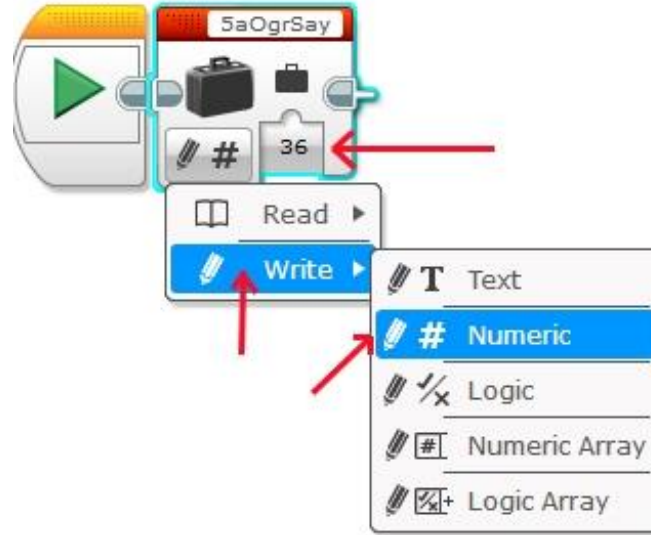 5aOgrSay
#
36
Read
Write
T Text
# Numeric
Logic
# Numeric Array
Logic Array